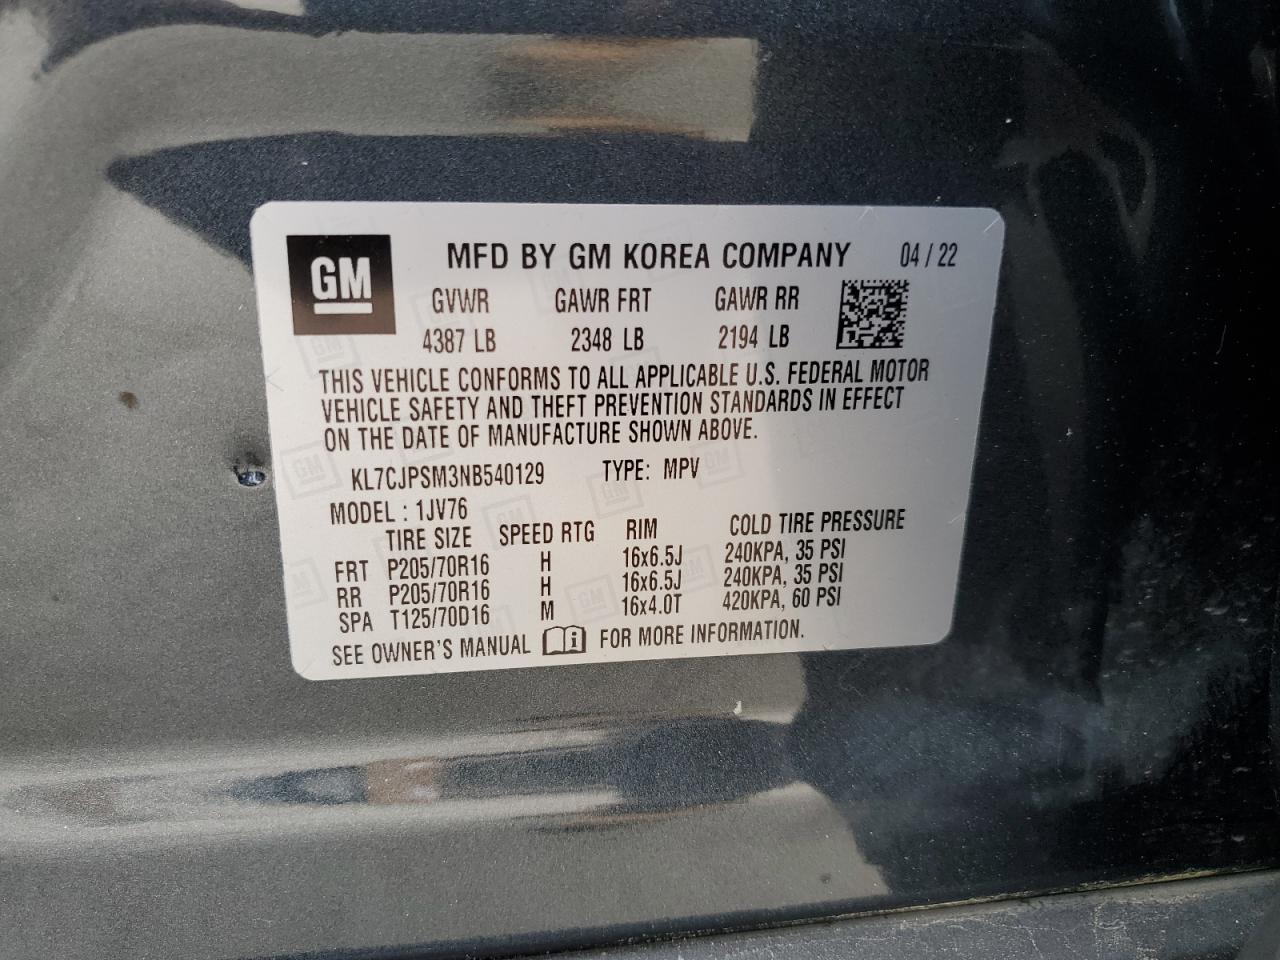 GM
MFD BY GM KOREA COMPANY 04 / 22
GVWR GAWR FRT GAWR RR
4387 LB 2348 LB 2194 LB
THIS VEHICLE CONFORMS TO ALL APPLICABLE U.S. FEDERAL MOTOR
VEHICLE SAFETY AND THEFT PREVENTION STANDARDS IN EFFECT
ON THE DATE OF MANUFACTURE SHOWN ABOVE.
KL7CJPSM3NB540129 TYPE: MPV
MODEL : 1JV76
TIRE SIZE SPEED RTG RIM COLD TIRE PRESSURE
FRT P205/70R16 H 16x6.5J 240KPA, 35 PSI
RR P205/70R16 H 16x6.5J 240KPA, 35 PSI
SPA T125/70D16 M 16x4.0T 420KPA, 60 PSI
SEE OWNER'S MANUAL FOR MORE INFORMATION.